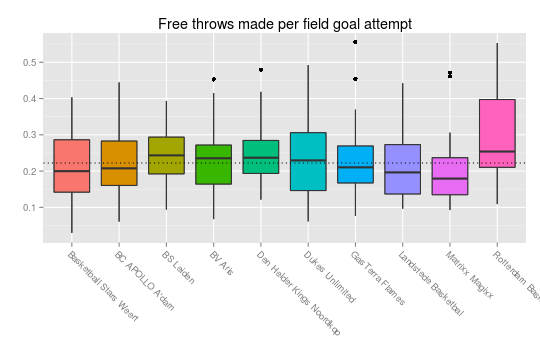 Free throws made per field goal attempt
0.5
0.4
0.3
0.2
0.1
Basketball Stars Weert
BC APOLLO A'dam
BS Leiden
BV Aris
Den Helder Kings Noordkop
Dukes Unlimited
GasTerra Flames
Landstede Basketbal
Matrixx Magixx
Rotterdam Bas